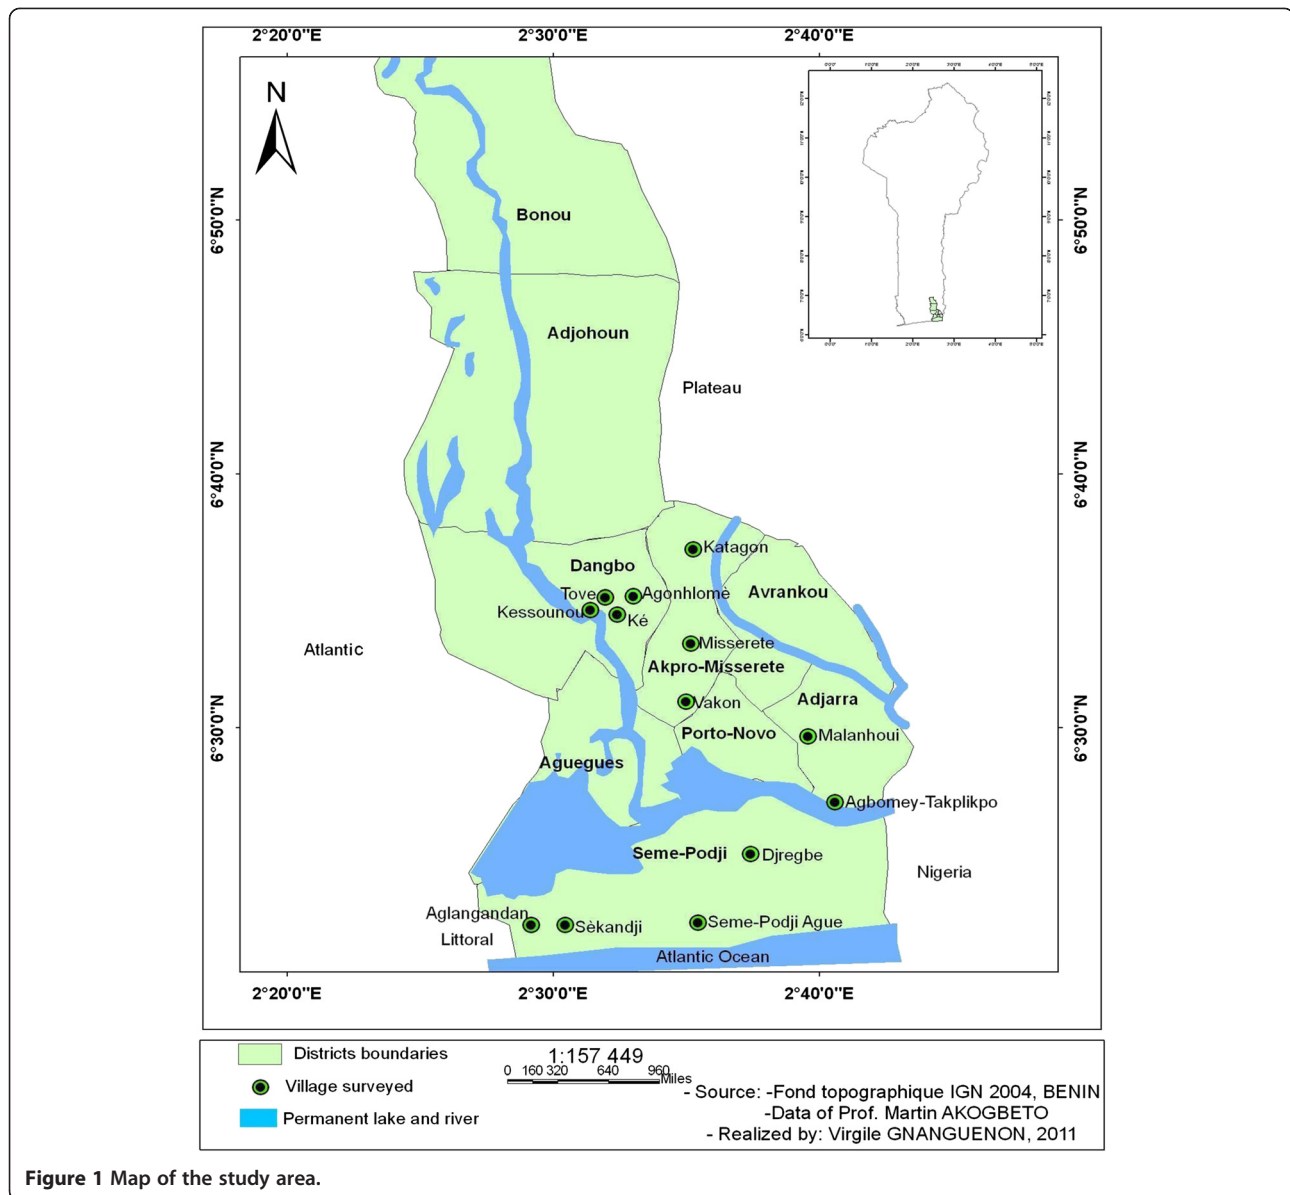 2°20'0"E 2°30'0"E 2°40'0"E
N
6°50'0"N
6°50'0"N
Bonou
Adjohoun
Plateau
6°40'0"N
6°40'0"N
Katagon
Dangbo
Tove
Agonhlomè
Avrankou
Kessounou
Ké
Misserete
Atlantic
Akpro-Misserete
Vakon
Adjarra
6°30'0"N
6°30'0"N
Porto-Novo
Malanhoui
Aguegues
Agbomey-Takplikpo
Seme-Podji
Djregbe
Nigeria
Aglangandan
Sèkandji
Seme-Podji Ague
Littoral
Atlantic Ocean
2°20'0"E 2°30'0"E 2°40'0"E
Districts boundaries
Village surveyed
Permanent lake and river
1:157 449
0 160 320 640 960
Miles
- Source: -Fond topographique IGN 2004, BENIN
-Data of Prof. Martin AKOGBETO
- Realized by: Virgile GNANGUENON, 2011
Figure 1 Map of the study area.